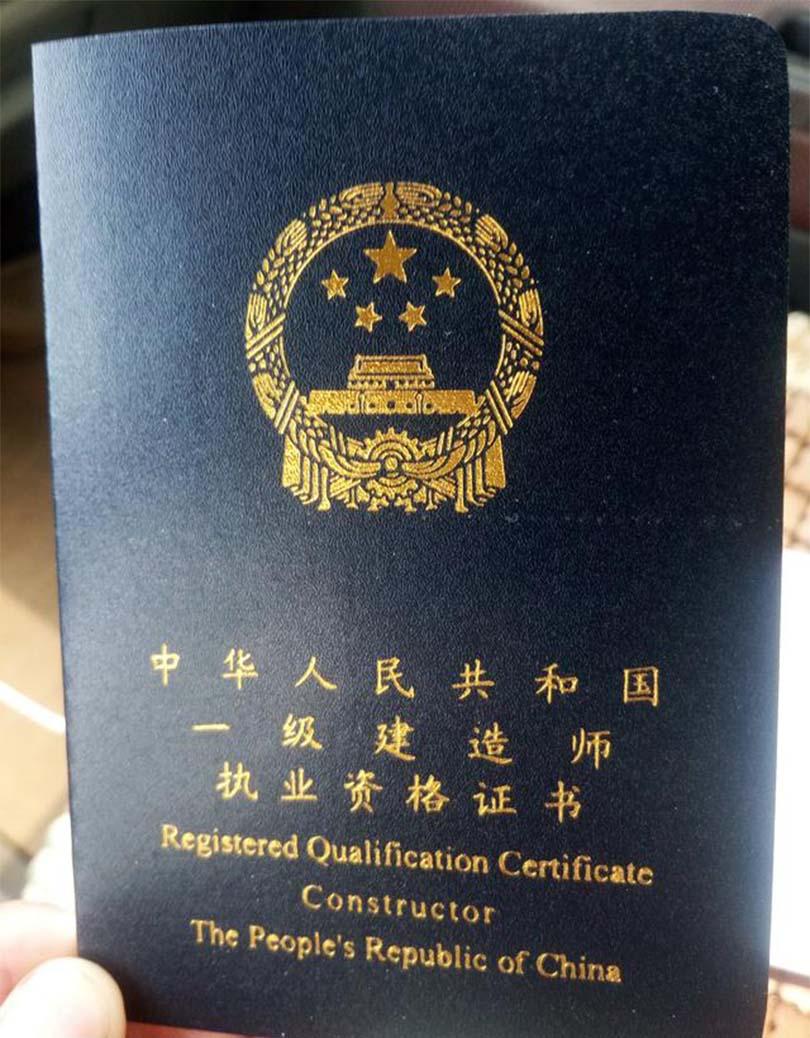 中华人民共和国
一级建造师
执业资格证书
Registered Qualification Certificate
Constructor
The People's Republic of China